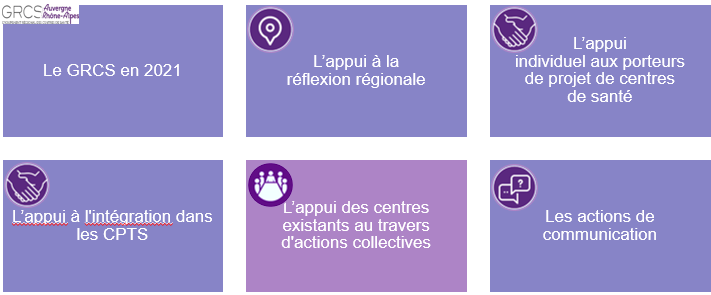 GRCS Auvergne
Rhône-Alpes
Le GRCS en 2021
L'appui à la
réflexion régionale
L'appui
individuel aux porteurs
de projet de centres
de santé
L'appui à l'intégration dans
les CPTS
L'appui des centres
existants au travers
d'actions collectives
Les actions de
communication